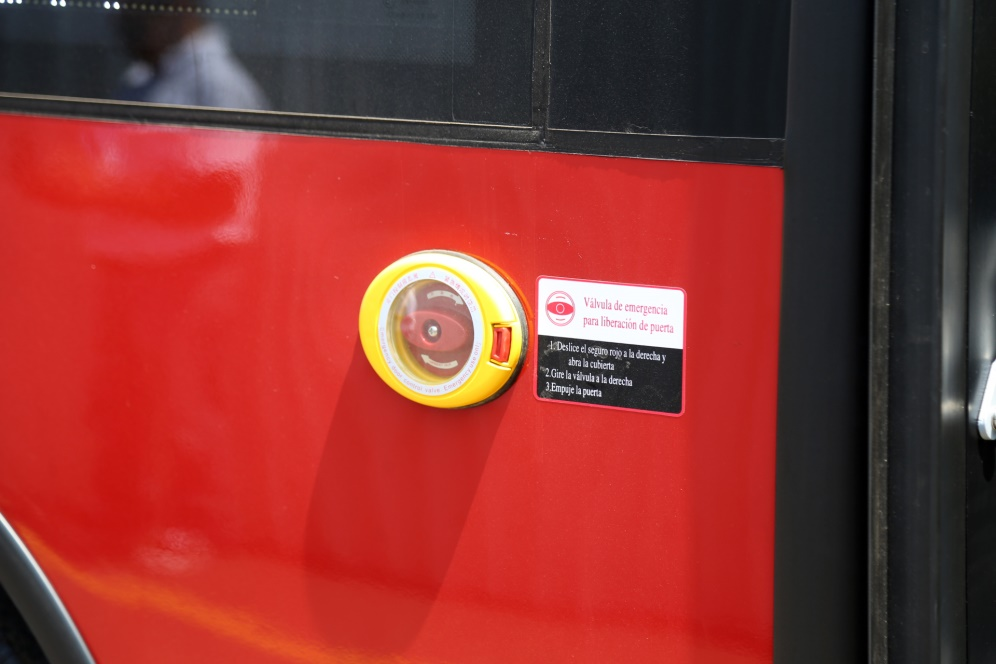 Válvula de emergencia
para liberación de puerta
1. Deslice el seguro rojo a la derecha y
abra la cubierta
2.Gire la válvula a la derecha
3.Empuje la puerta